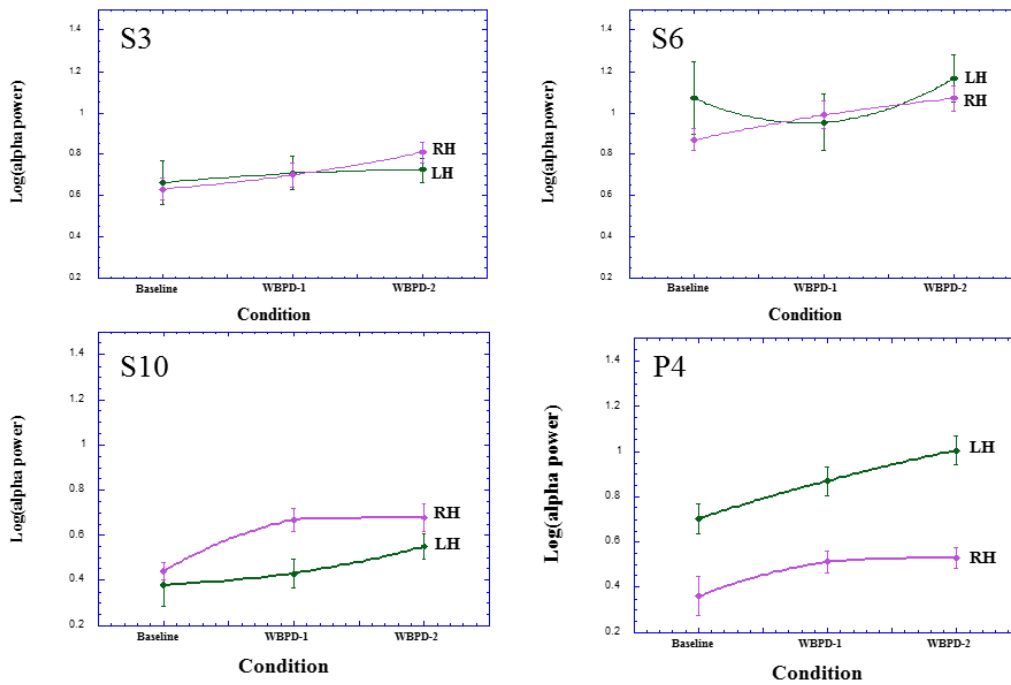 S3
Log(alpha power)
1.4
1.2
1
0.8
0.6
0.4
0.2
RH
LH
Baseline WBPD-1 WBPD-2
Condition
S6
Log(alpha power)
1.4
1.2
1
0.8
0.6
0.4
0.2
LH
RH
Baseline WBPD-1 WBPD-2
Condition
S10
Log(alpha power)
1.4
1.2
1
0.8
0.6
0.4
0.2
RH
LH
Baseline WBPD-1 WBPD-2
Condition
P4
Log(alpha power)
1.4
1.2
1
0.8
0.6
0.4
0.2
LH
RH
Baseline WBPD-1 WBPD-2
Condition